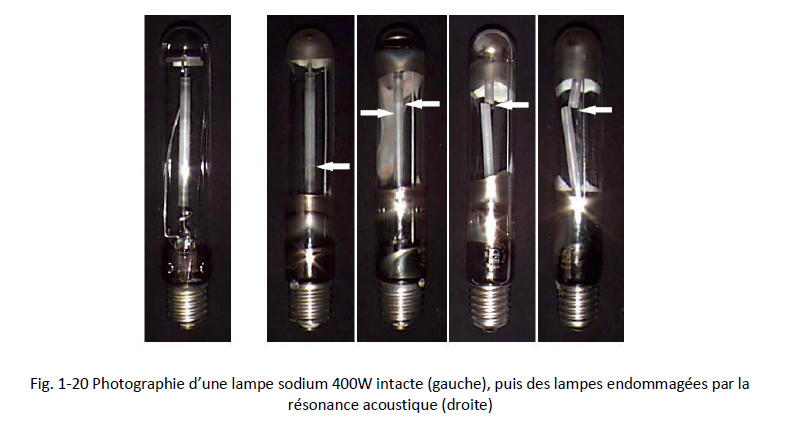 Fig. 1-20 Photographie d’une lampe sodium 400W intacte (gauche), puis des lampes endommagées par la
résonance acoustique (droite)